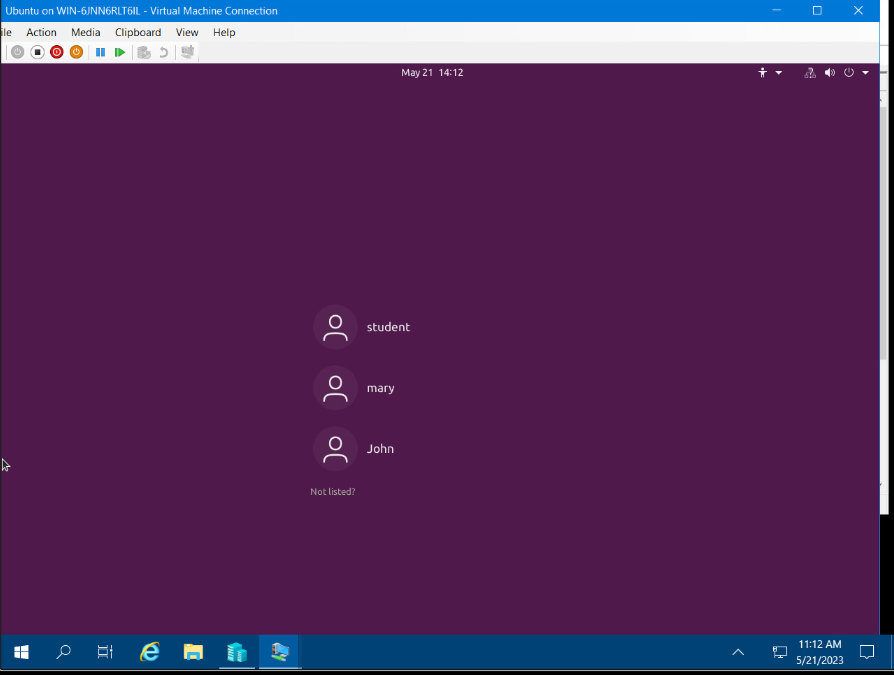 Ubuntu on WIN-6JNN6RLT6IL - Virtual Machine Connection
ile Action Media Clipboard View Help
May 21 14:12
student
mary
John
Not listed?
11:12 AM
5/21/2023